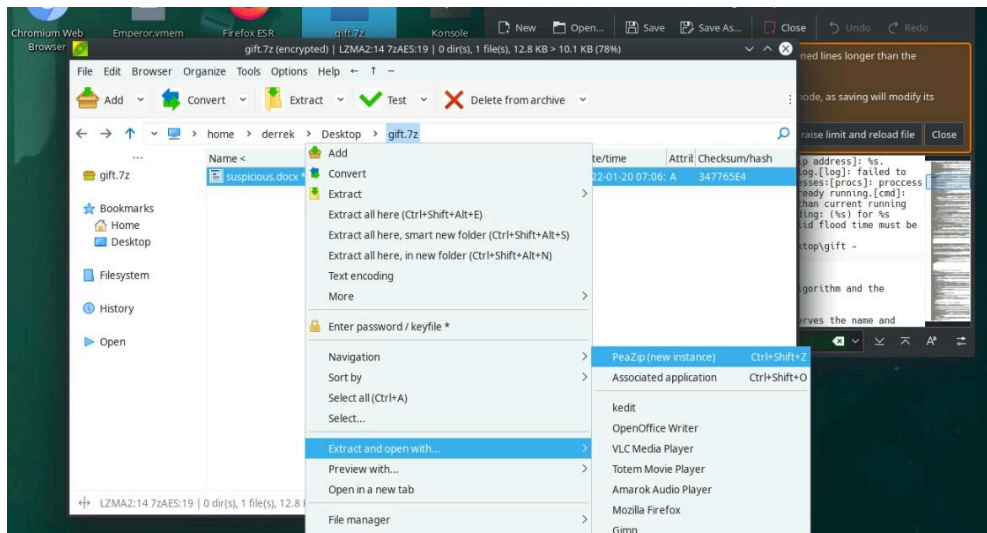 Chromium Web
Browser
Emperor.vmem
Firefox ESR
gift.7z
Konsole
New
Open...
Save
Save As...
Close
Undo
Redo
gift.7z (encrypted) | LZMA2:14 7zAES:19 | 0 dir(s), 1 file(s), 12.8 KB > 10.1 KB (78%)
File Edit Browser Organize Tools Options Help
Add
Convert
Extract
Test
Delete from archive
home > derrek > Desktop > gift.7z
...
gift.7z
Bookmarks
Home
Desktop
Filesystem
History
Open
Name <
te/time
Attrib
Checksum/hash
suspicious.docx *
22-01-20 07:06:
A
347765E4
Add
Convert
Extract
Extract all here (Ctrl+Shift+Alt+E)
Extract all here, smart new folder (Ctrl+Shift+Alt+S)
Extract all here, in new folder (Ctrl+Shift+Alt+N)
Text encoding
More
Enter password / keyfile *
Navigation
Sort by
Select all (Ctrl+A)
Select...
Extract and open with...
Preview with...
Open in a new tab
File manager
PeaZip (new instance) Ctrl+Shift+Z
Associated application Ctrl+Shift+O
kedit
OpenOffice Writer
VLC Media Player
Totem Movie Player
Amarok Audio Player
Mozilla Firefox
Gimp
LZMA2:14 7zAES:19 | 0 dir(s), 1 file(s), 12.8
ned lines longer than the
mode, as saving will modify its
raise limit and reload file
Close
ip address]: %s.
log.[log]: failed to
esses:[procs]: proccess
ready running.[cmd]:
than current running
ding: (%s) for %s
lid flood time must be
ktop\gift -
lgorithm and the
erves the name and